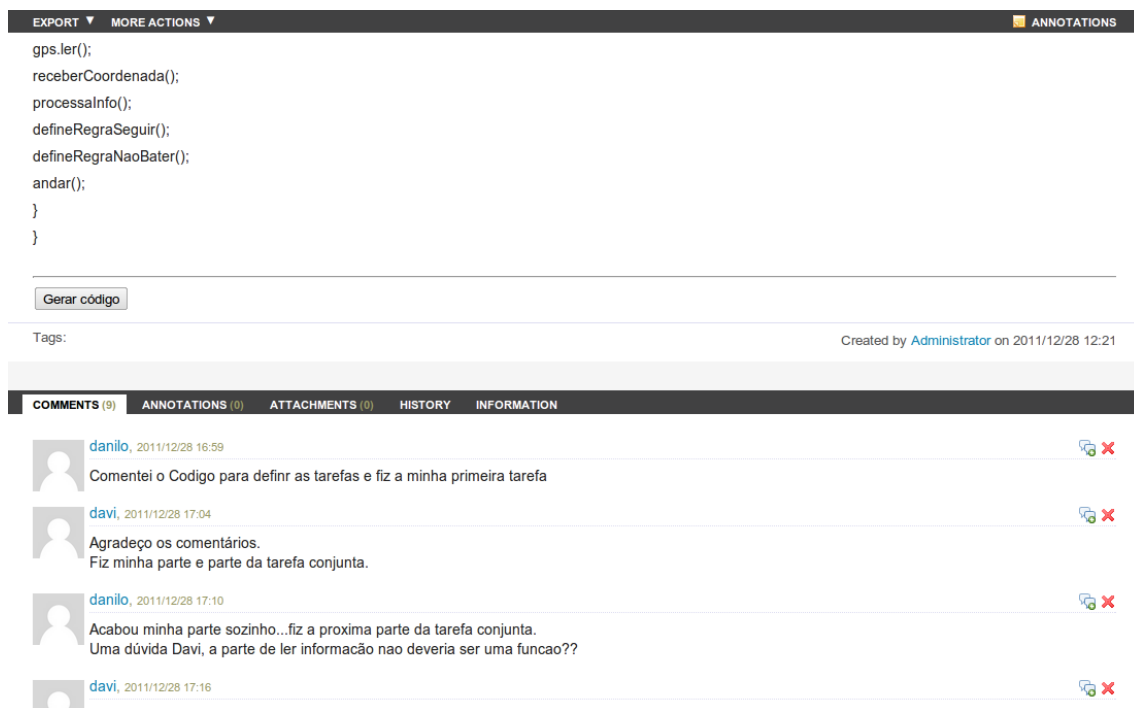 EXPORT ▼ MORE ACTIONS ▼ ANNOTATIONS
gps.ler();
receberCoordenada();
processaInfo();
defineRegraSeguir();
defineRegraNaoBater();
andar();
}
}
Gerar código
Tags: Created by Administrator on 2011/12/28 12:21
COMMENTS (9) ANNOTATIONS (0) ATTACHMENTS (0) HISTORY INFORMATION
danilo, 2011/12/28 16:59
Comentei o Codigo para definr as tarefas e fiz a minha primeira tarefa
davi, 2011/12/28 17:04
Agradeço os comentários.
Fiz minha parte e parte da tarefa conjunta.
danilo, 2011/12/28 17:10
Acabou minha parte sozinho...fiz a proxima parte da tarefa conjunta.
Uma dúvida Davi, a parte de ler informacão nao deveria ser uma funcao??
davi, 2011/12/28 17:16